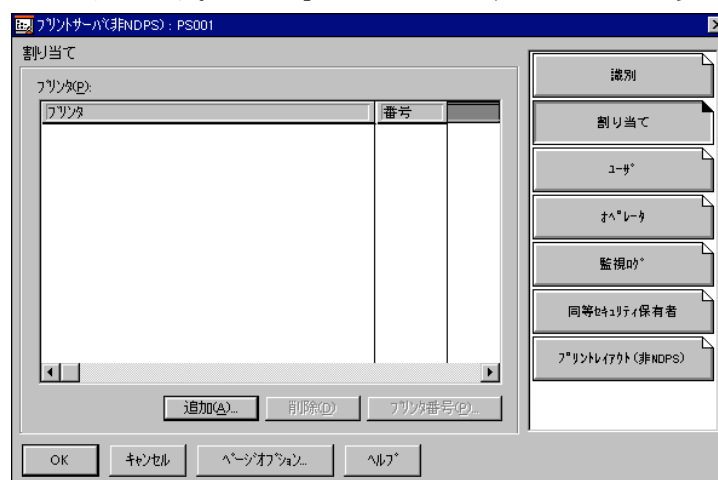 プリントサーバ(非NDPS) : PS001
割り当て
プリンタ(P):
プリンタ
番号
追加(A)...
削除(D)
プリンタ番号(P)...
識別
割り当て
ユーザ
オペレータ
監視ログ
同等セキュリティ保有者
プリントレイアウト(非NDPS)
OK
キャンセル
ページオプション...
ヘルプ